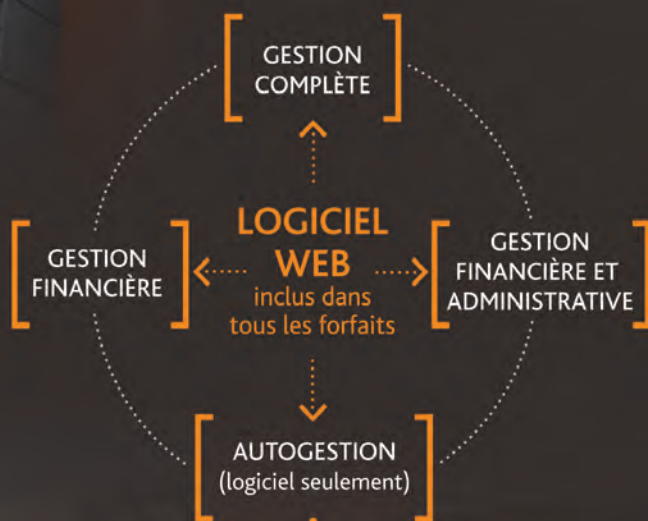 GESTION
COMPLÈTE
LOGICIEL
WEB
inclus dans
tous les forfaits
GESTION
FINANCIÈRE
GESTION
FINANCIÈRE ET
ADMINISTRATIVE
AUTOGESTION
(logiciel seulement)